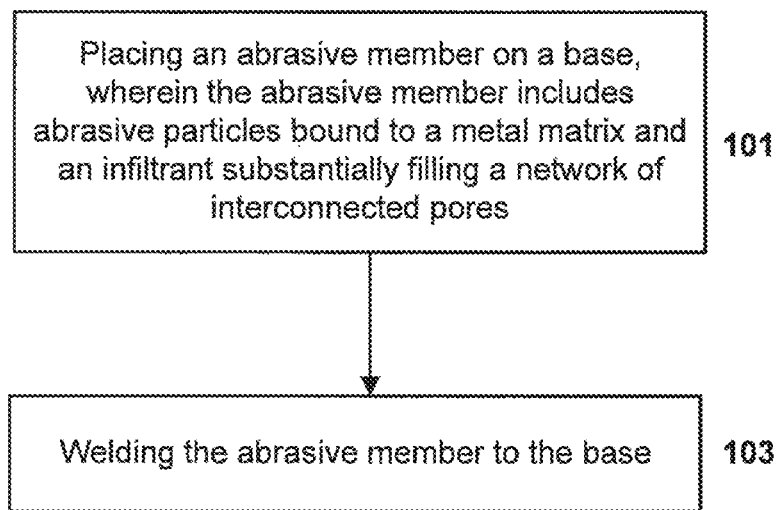 Placing an abrasive member on a base,
wherein the abrasive member includes
abrasive particles bound to a metal matrix and
an infiltrant substantially filling a network of
interconnected pores
101
Welding the abrasive member to the base
103